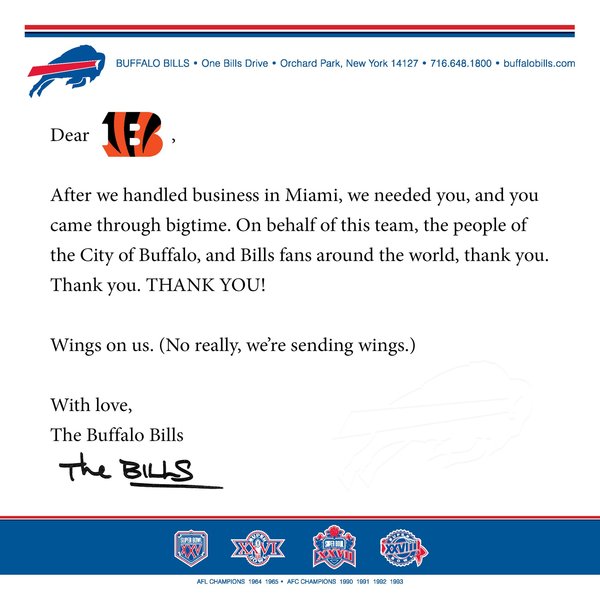 BUFFALO BILLS • One Bills Drive • Orchard Park, New York 14127 • 716.648.1800 • buffalobills.com
Dear B,
After we handled business in Miami, we needed you, and you
came through bigtime. On behalf of this team, the people of
the City of Buffalo, and Bills fans around the world, thank you.
Thank you. THANK YOU!
Wings on us. (No really, we’re sending wings.)
With love,
The Buffalo Bills
The BILLS
SUPER BOWL XXV XXVI SUPER BOWL XXVII XXVIII
AFL CHAMPIONS 1964 1965 • AFC CHAMPIONS 1990 1991 1992 1993